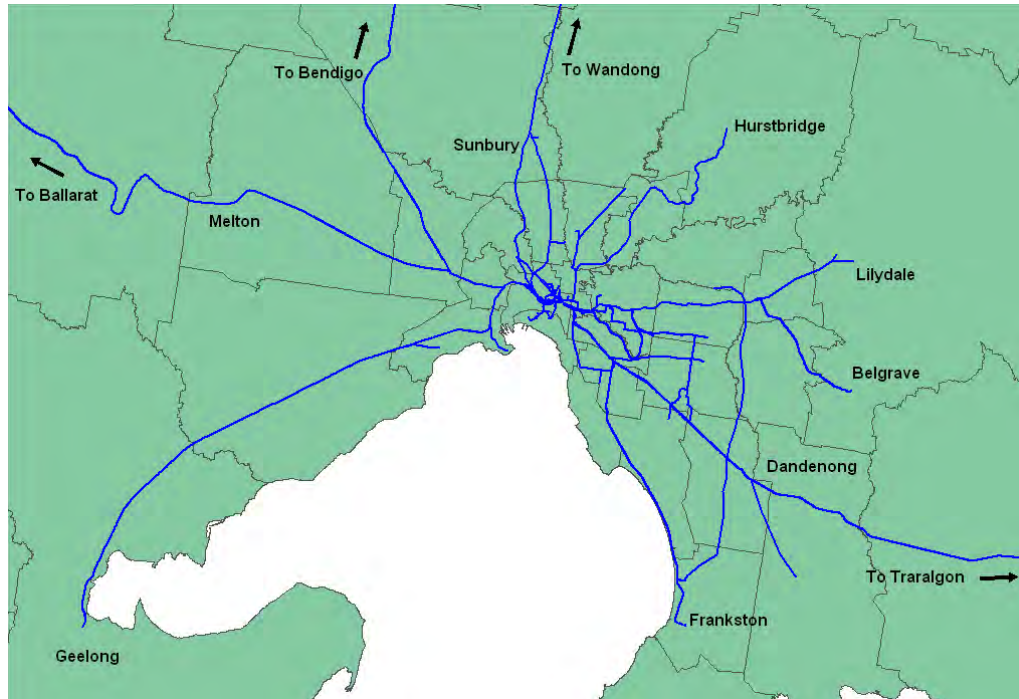 To Bendigo
To Wandong
Hurstbridge
Sunbury
To Ballarat
Melton
Lilydale
Belgrave
Dandenong
To Traralgon
Frankston
Geelong